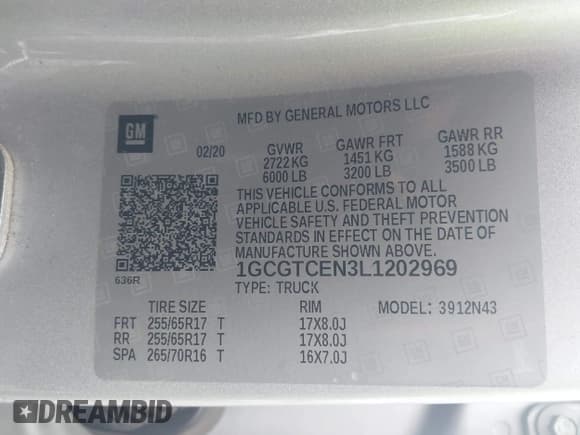 MFD BY GENERAL MOTORS LLC
GM
02/20
GVWR GAWR FRT GAWR RR
2722 KG 1451 KG 1588 KG
6000 LB 3200 LB 3500 LB
THIS VEHICLE CONFORMS TO ALL
APPLICABLE U.S. FEDERAL MOTOR
VEHICLE SAFETY AND THEFT PREVENTION
STANDARDS IN EFFECT ON THE DATE OF
MANUFACTURE SHOWN ABOVE.
636R
1GCGTCEN3L1202969
TYPE: TRUCK
TIRE SIZE RIM MODEL: 3912N43
FRT 255/65R17 T 17X8.0J
RR 255/65R17 T 17X8.0J
SPA 265/70R16 T 16X7.0J
DREAMBID